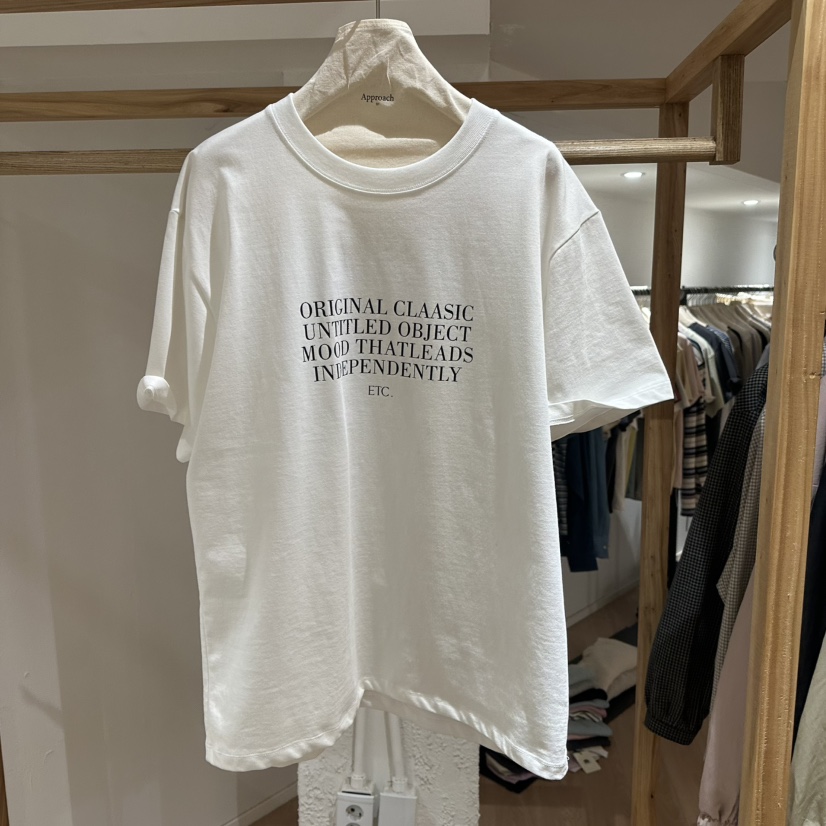 Approach
ORIGINAL CLAASIC
UNTITLED OBJECT
MOOD THATLEADS
INDEPENDENTLY
ETC.